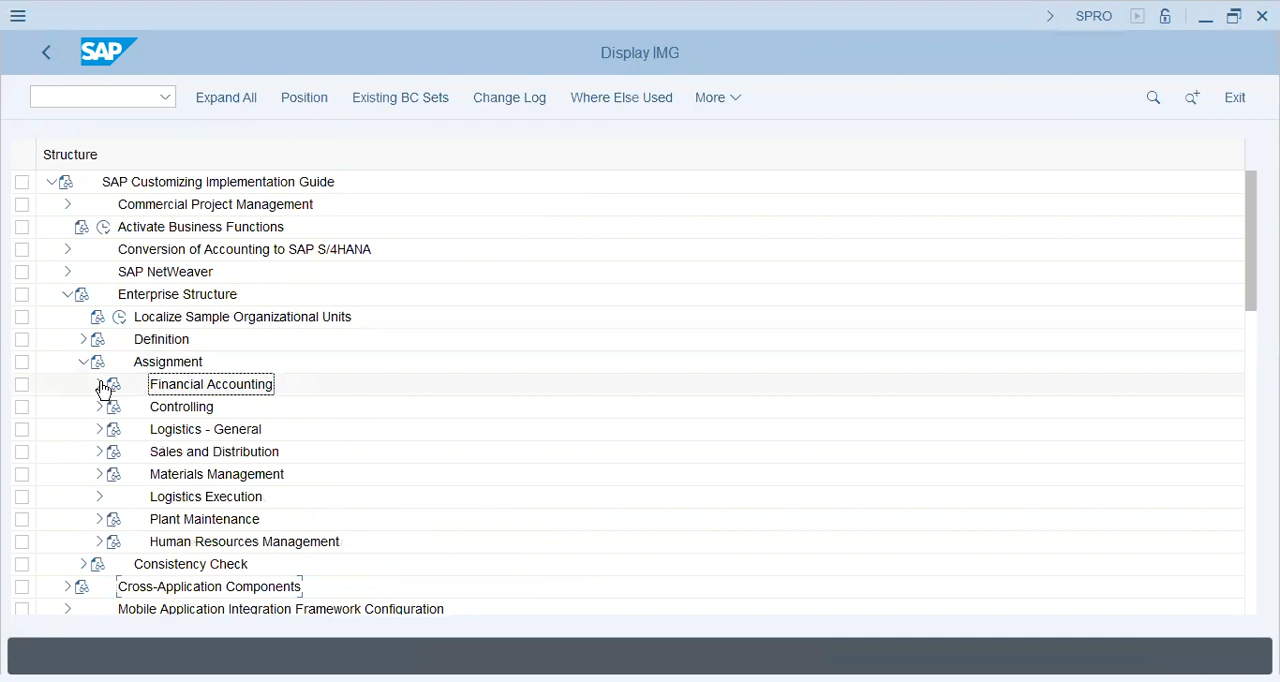 SPRO
SAP
Display IMG
Expand All Position Existing BC Sets Change Log Where Else Used More Exit
Structure
SAP Customizing Implementation Guide
Commercial Project Management
Activate Business Functions
Conversion of Accounting to SAP S/4HANA
SAP NetWeaver
Enterprise Structure
Localize Sample Organizational Units
Definition
Assignment
Financial Accounting
Controlling
Logistics - General
Sales and Distribution
Materials Management
Logistics Execution
Plant Maintenance
Human Resources Management
Consistency Check
Cross-Application Components
Mobile Application Integration Framework Configuration